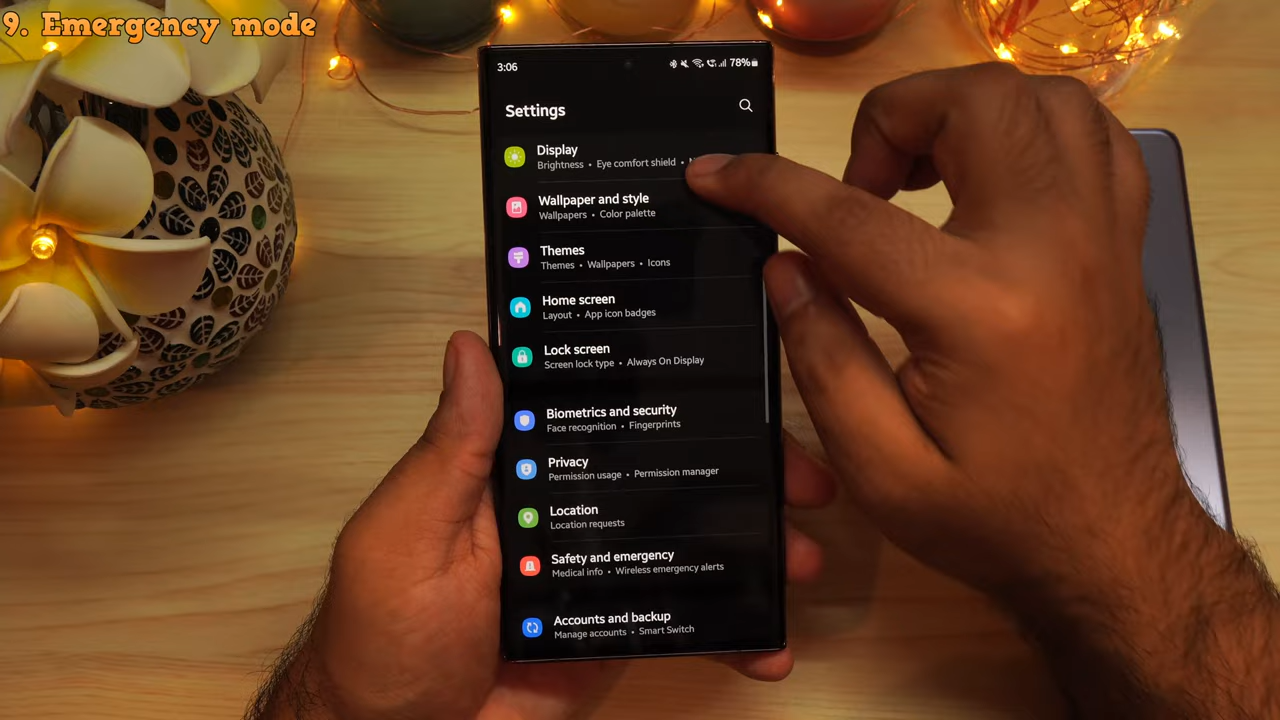 9. Emergency mode
3:06
78%
Settings
Display
Brightness • Eye comfort shield •
Wallpaper and style
Wallpapers • Color palette
Themes
Themes • Wallpapers • Icons
Home screen
Layout • App icon badges
Lock screen
Screen lock type • Always On Display
Biometrics and security
Face recognition • Fingerprints
Privacy
Permission usage • Permission manager
Location
Location requests
Safety and emergency
Medical info • Wireless emergency alerts
Accounts and backup
Manage accounts • Smart Switch